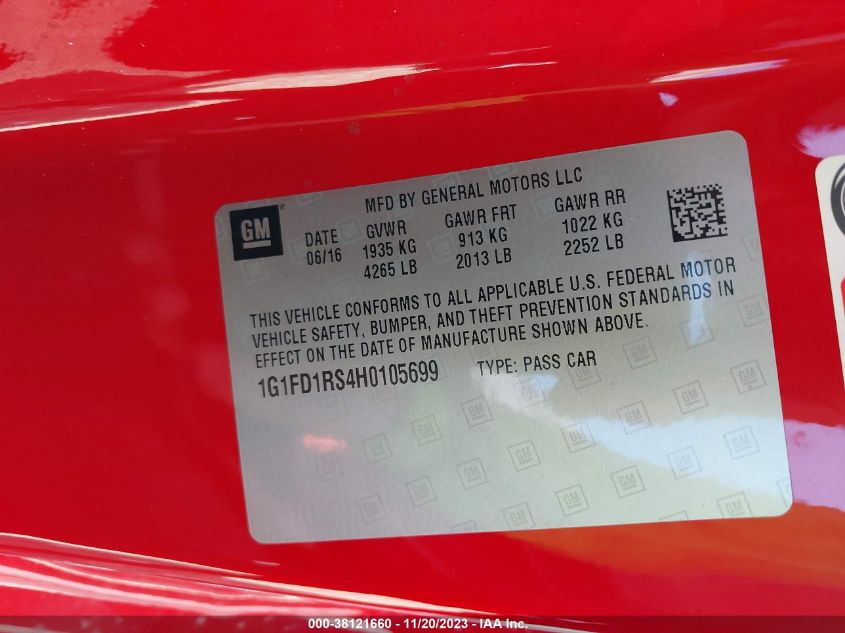 GM
MFD BY GENERAL MOTORS LLC
DATE GVWR GAWR FRT GAWR RR
06/16 1935 KG 913 KG 1022 KG
4265 LB 2013 LB 2252 LB
THIS VEHICLE CONFORMS TO ALL APPLICABLE U.S. FEDERAL MOTOR
VEHICLE SAFETY, BUMPER, AND THEFT PREVENTION STANDARDS IN
EFFECT ON THE DATE OF MANUFACTURE SHOWN ABOVE.
1G1FD1RS4H0105699 TYPE: PASS CAR
000-38121660 - 11/20/2023 - IAA Inc.